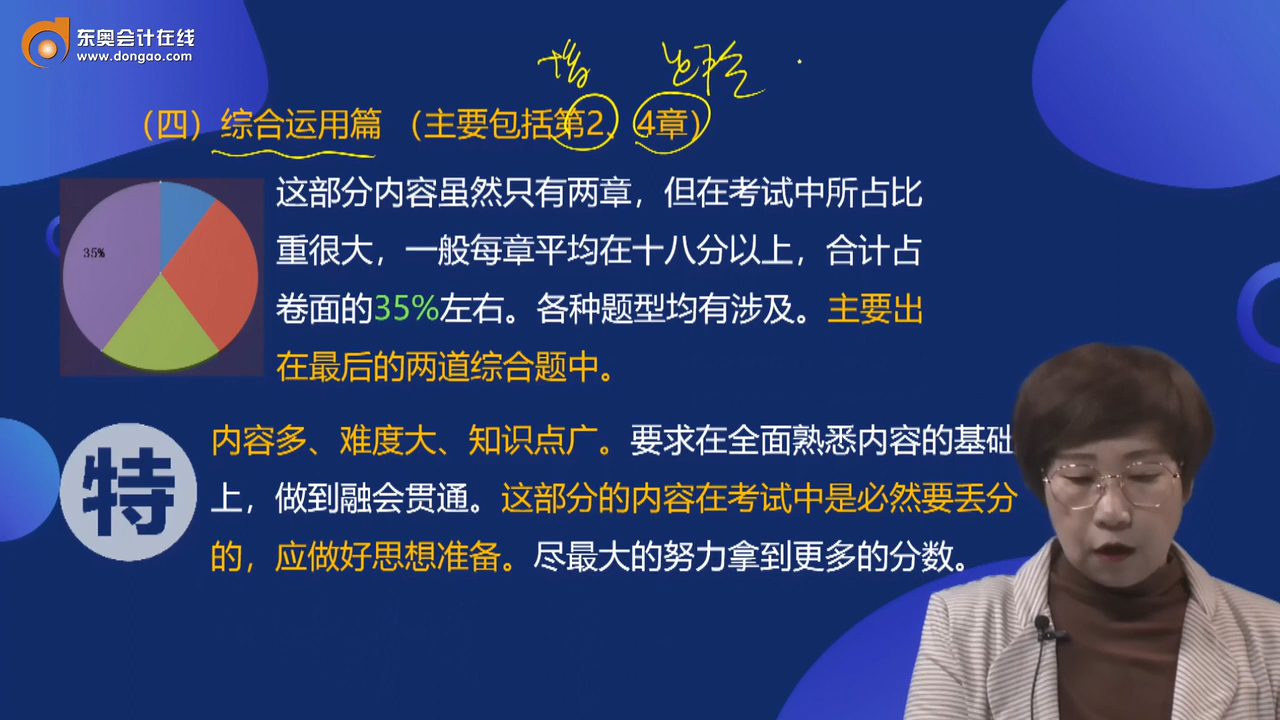 东奥会计在线
www.dongao.com
增
（四）综合运用篇 （主要包括第2、4章）
这部分内容虽然只有两章，但在考试中所占比
重很大，一般每章平均在十八分以上，合计占
卷面的35%左右。各种题型均有涉及。主要出
在最后的两道综合题中。
35%
特
内容多、难度大、知识点广。要求在全面熟悉内容的基础
上，做到融会贯通。这部分的内容在考试中是必然要丢分
的，应做好思想准备。尽最大的努力拿到更多的分数。